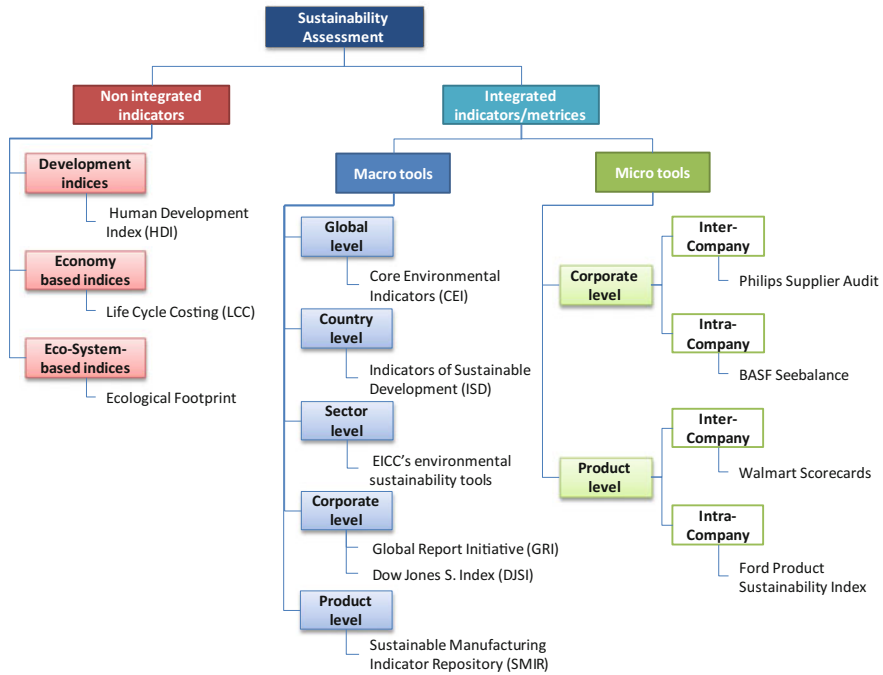 Sustainability
Assessment
Non integrated
indicators
Integrated
indicators/metrices
Development
indices
Human Development
Index (HDI)
Economy
based indices
Life Cycle Costing (LCC)
Eco-System-
based indices
Ecological Footprint
Macro tools
Global
level
Core Environmental
Indicators (CEI)
Country
level
Indicators of Sustainable
Development (ISD)
Sector
level
EICC's environmental
sustainability tools
Corporate
level
Global Report Initiative (GRI)
Dow Jones S. Index (DJSI)
Product
level
Sustainable Manufacturing
Indicator Repository (SMIR)
Micro tools
Corporate
level
Inter-
Company
Philips Supplier Audit
Intra-
Company
BASF Seebalance
Product
level
Inter-
Company
Walmart Scorecards
Intra-
Company
Ford Product
Sustainability Index